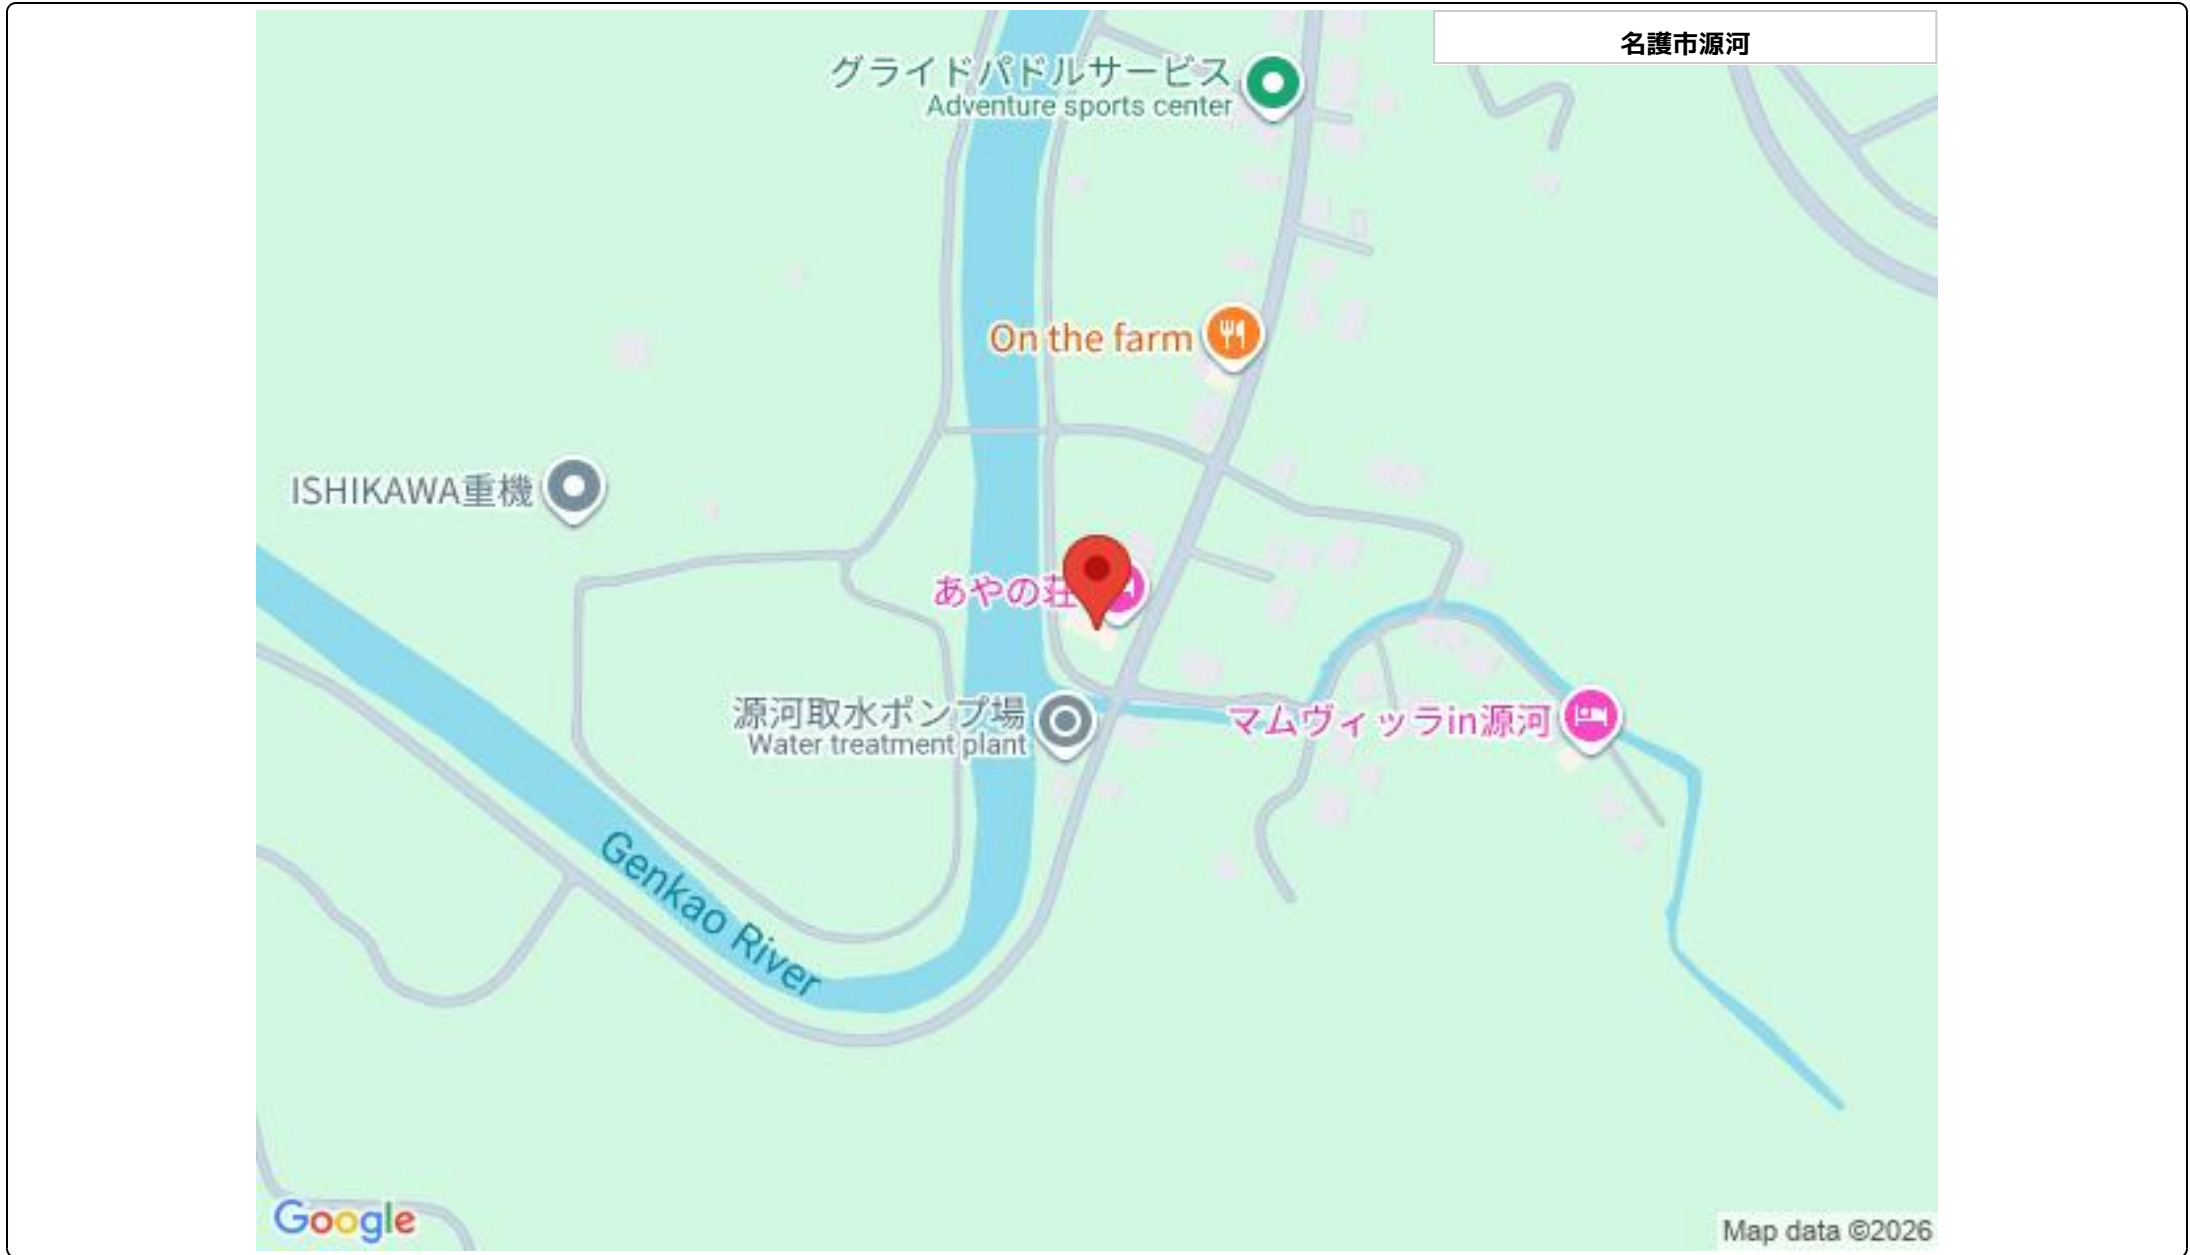 名護市源河
グライドパドルサービス
Adventure sports center
On the farm
ISHIKAWA重機
あやの荘
源河取水ポンプ場
Water treatment plant
マムヴィッラin源河
Genkao River
Google
Map data ©2026